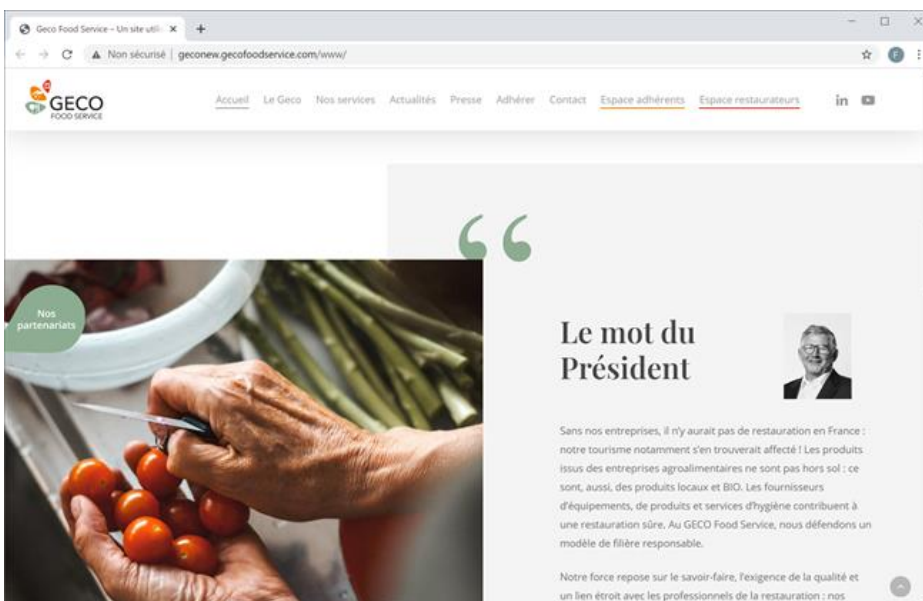 Geco Food Service – Un site utili
Non sécurisé | geconew.gecofoodservice.com/www/
F
GECO
FOOD SERVICE
Accueil Le Geco Nos services Actualités Presse Adhérer Contact Espace adhérents Espace restaurateurs in
“
Nos
partenariats
Le mot du
Président
Sans nos entreprises, il n’y aurait pas de restauration en France :
notre tourisme notamment s’en trouverait affecté ! Les produits
issus des entreprises agroalimentaires ne sont pas hors sol : ce
sont, aussi, des produits locaux et BIO. Les fournisseurs
d’équipements, de produits et services d’hygiène contribuent à
une restauration sûre. Au GECO Food Service, nous défendons un
modèle de filière responsable.
Notre force repose sur le savoir-faire, l’exigence de la qualité et
un lien étroit avec les professionnels de la restauration : nos